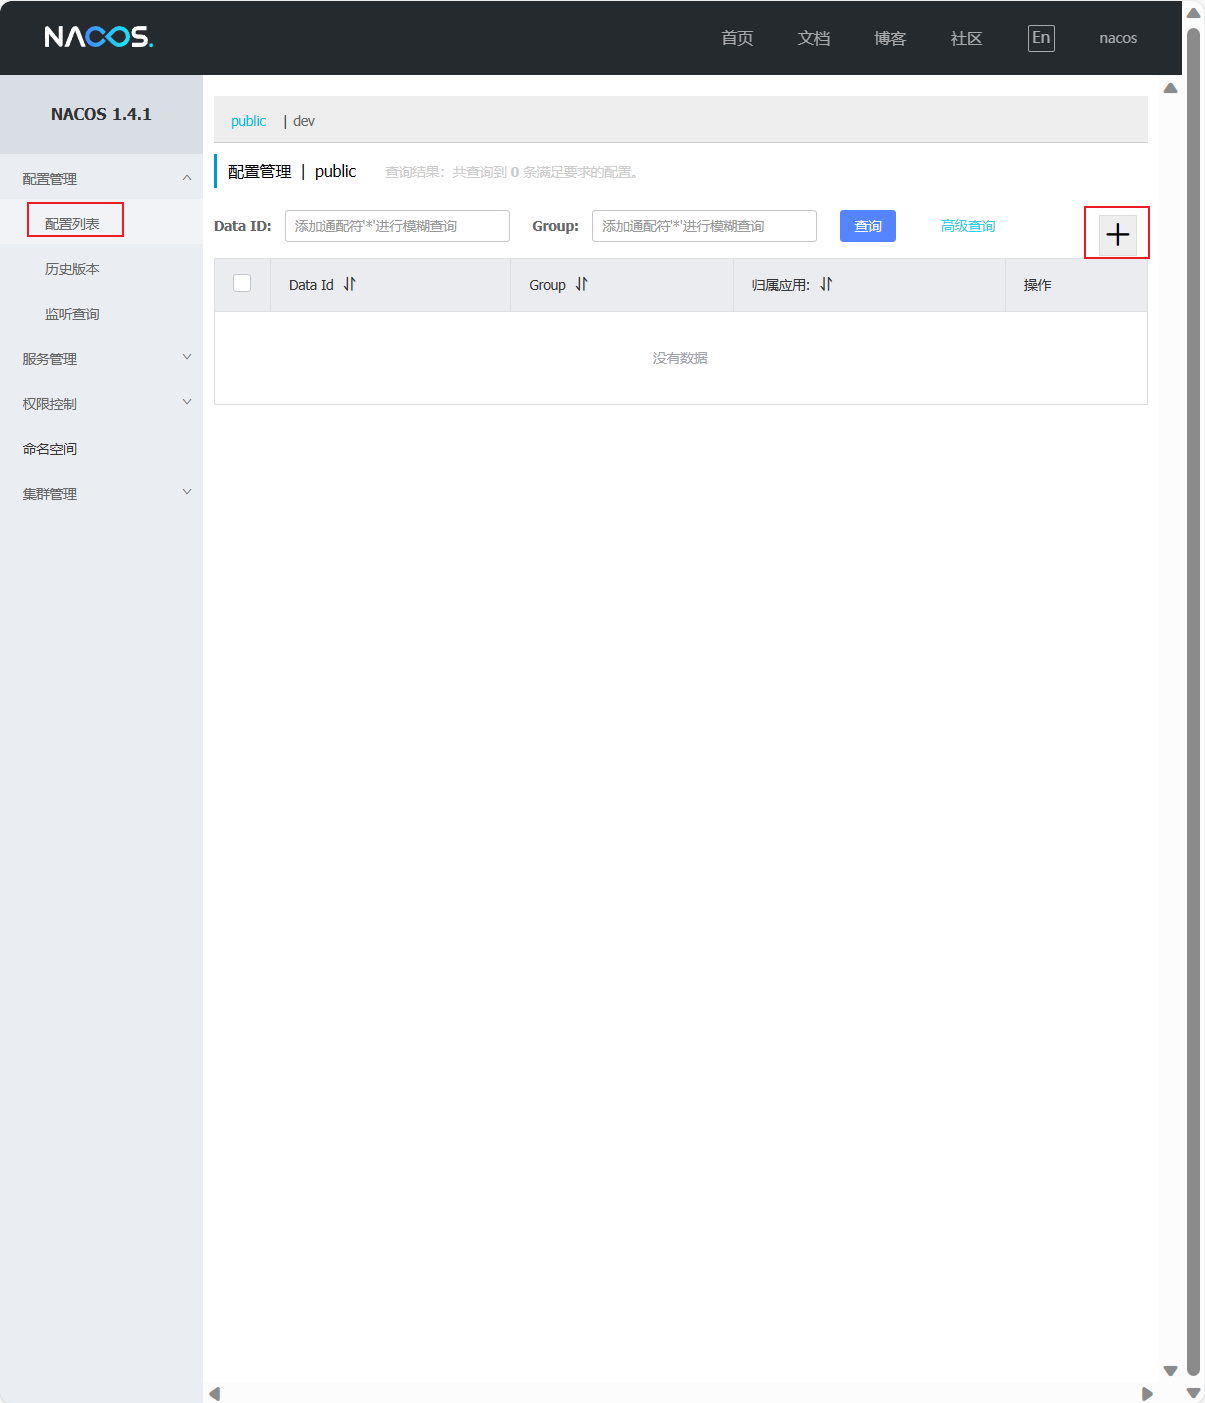 NACOS.
首页 文档 博客 社区 En nacos
NACOS 1.4.1
配置管理
配置列表
历史版本
监听查询
服务管理
权限控制
命名空间
集群管理
public | dev
配置管理 | public 查询结果：共查询到 0 条满足要求的配置。
Data ID: 添加通配符'*'进行模糊查询 Group: 添加通配符'*'进行模糊查询 查询 高级查询
Data Id Group 归属应用: 操作
没有数据